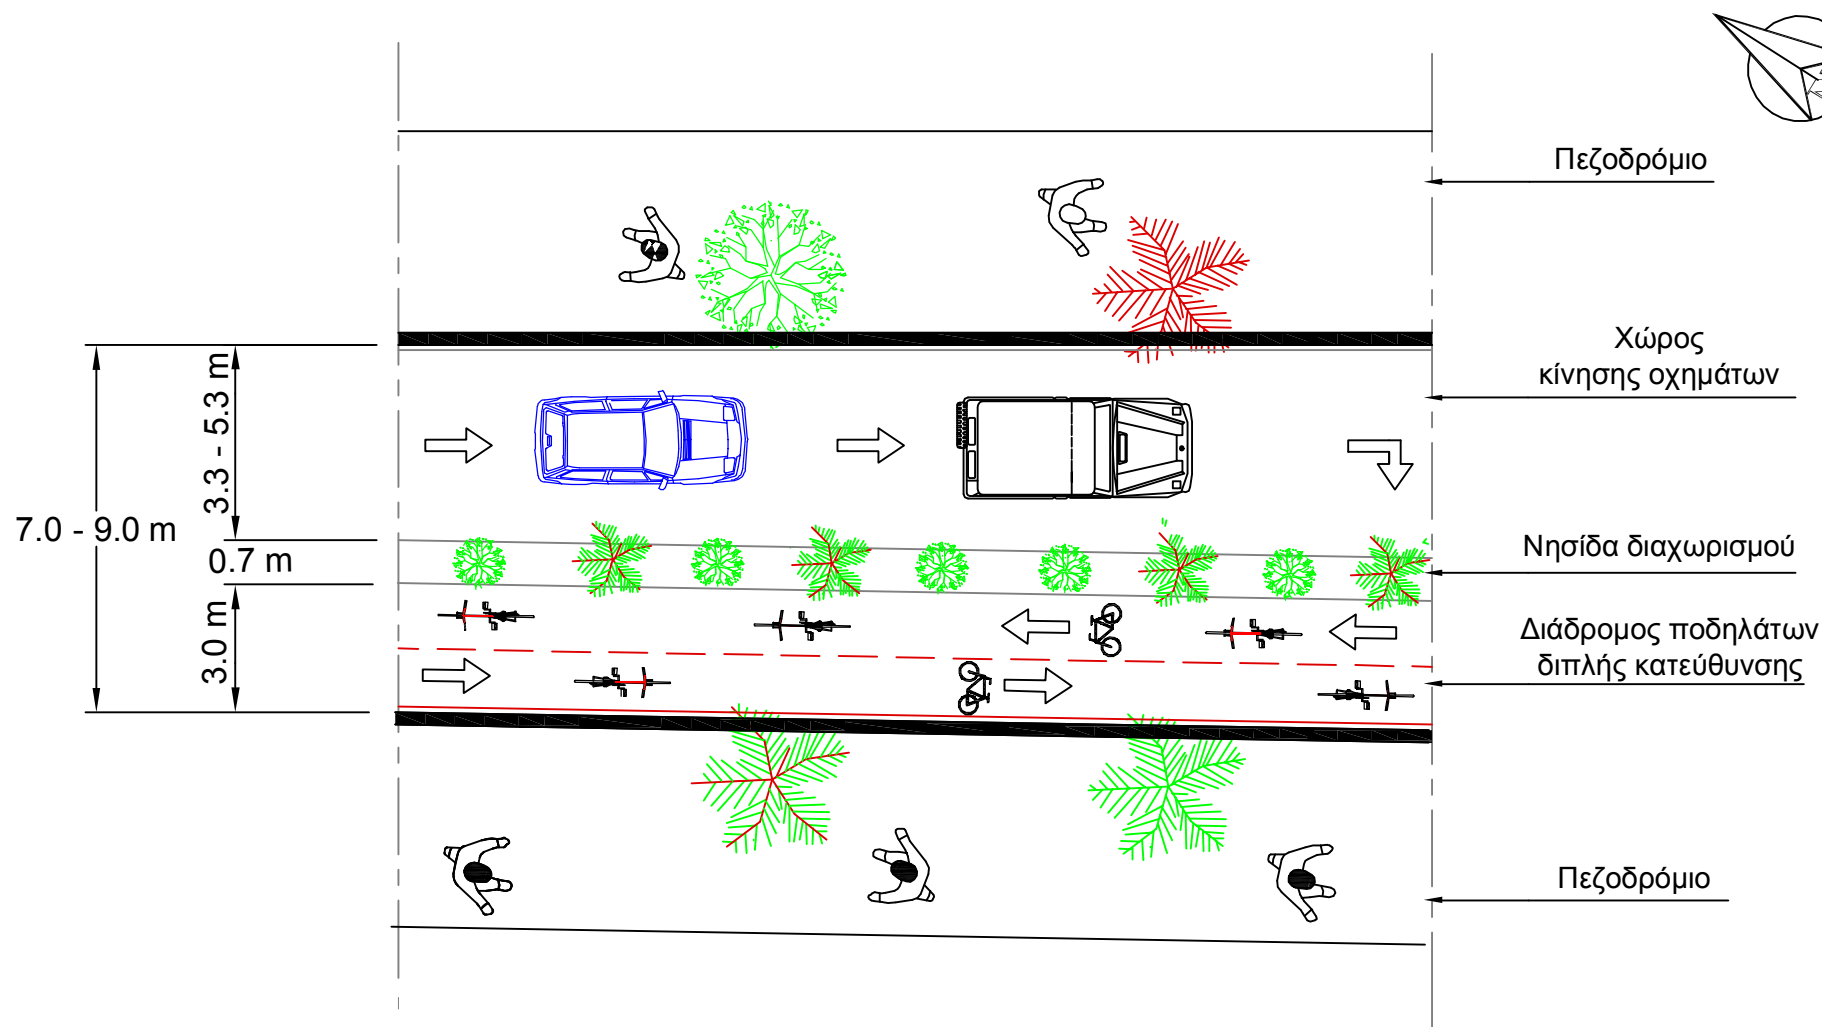 Πεζοδρόμιο
Χώρος
κίνησης οχημάτων
3.3 - 5.3 m
7.0 - 9.0 m
0.7 m
Νησίδα διαχωρισμού
3.0 m
Διάδρομος ποδηλάτων
διπλής κατεύθυνσης
Πεζοδρόμιο